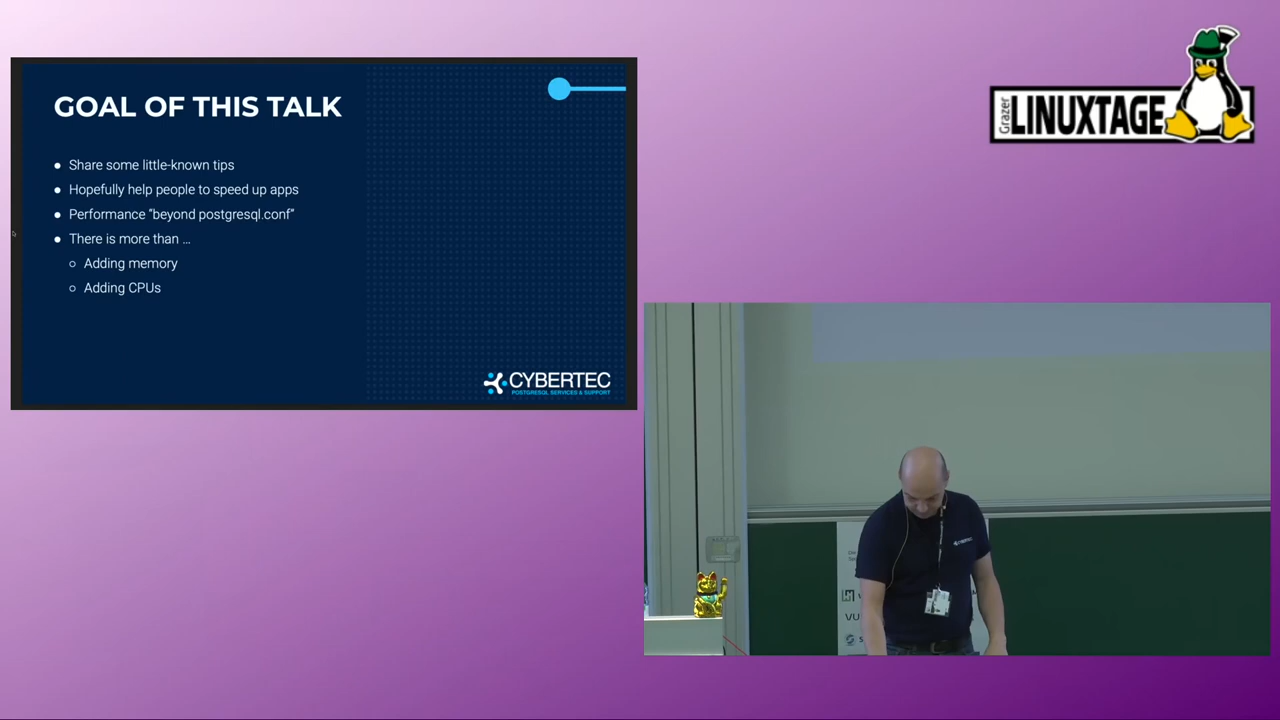 GOAL OF THIS TALK
● Share some little-known tips
● Hopefully help people to speed up apps
● Performance “beyond postgresql.conf”
● There is more than ...
○ Adding memory
○ Adding CPUs
CYBERTEC
POSTGRESQL SERVICES & SUPPORT
Grazer
LINUXTAGE
CYBERTEC